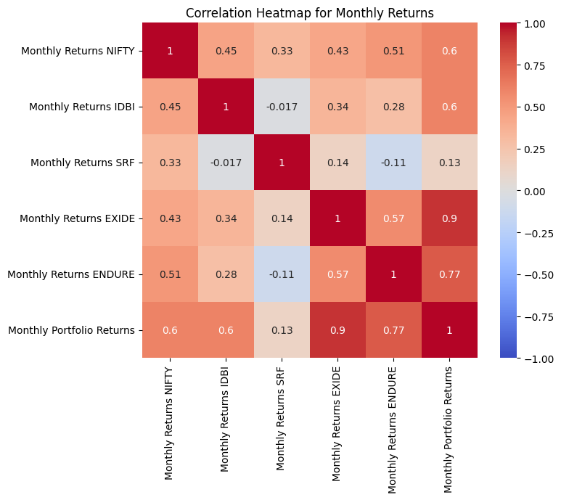 Correlation Heatmap for Monthly Returns
Monthly Returns NIFTY 1 0.45 0.33 0.43 0.51 0.6
Monthly Returns IDBI 0.45 1 -0.017 0.34 0.28 0.6
Monthly Returns SRF 0.33 -0.017 1 0.14 -0.11 0.13
Monthly Returns EXIDE 0.43 0.34 0.14 1 0.57 0.9
Monthly Returns ENDURE 0.51 0.28 -0.11 0.57 1 0.77
Monthly Portfolio Returns 0.6 0.6 0.13 0.9 0.77 1
Monthly Returns NIFTY
Monthly Returns IDBI
Monthly Returns SRF
Monthly Returns EXIDE
Monthly Returns ENDURE
Monthly Portfolio Returns
1.00
0.75
0.50
0.25
0.00
−0.25
−0.50
−0.75
−1.00